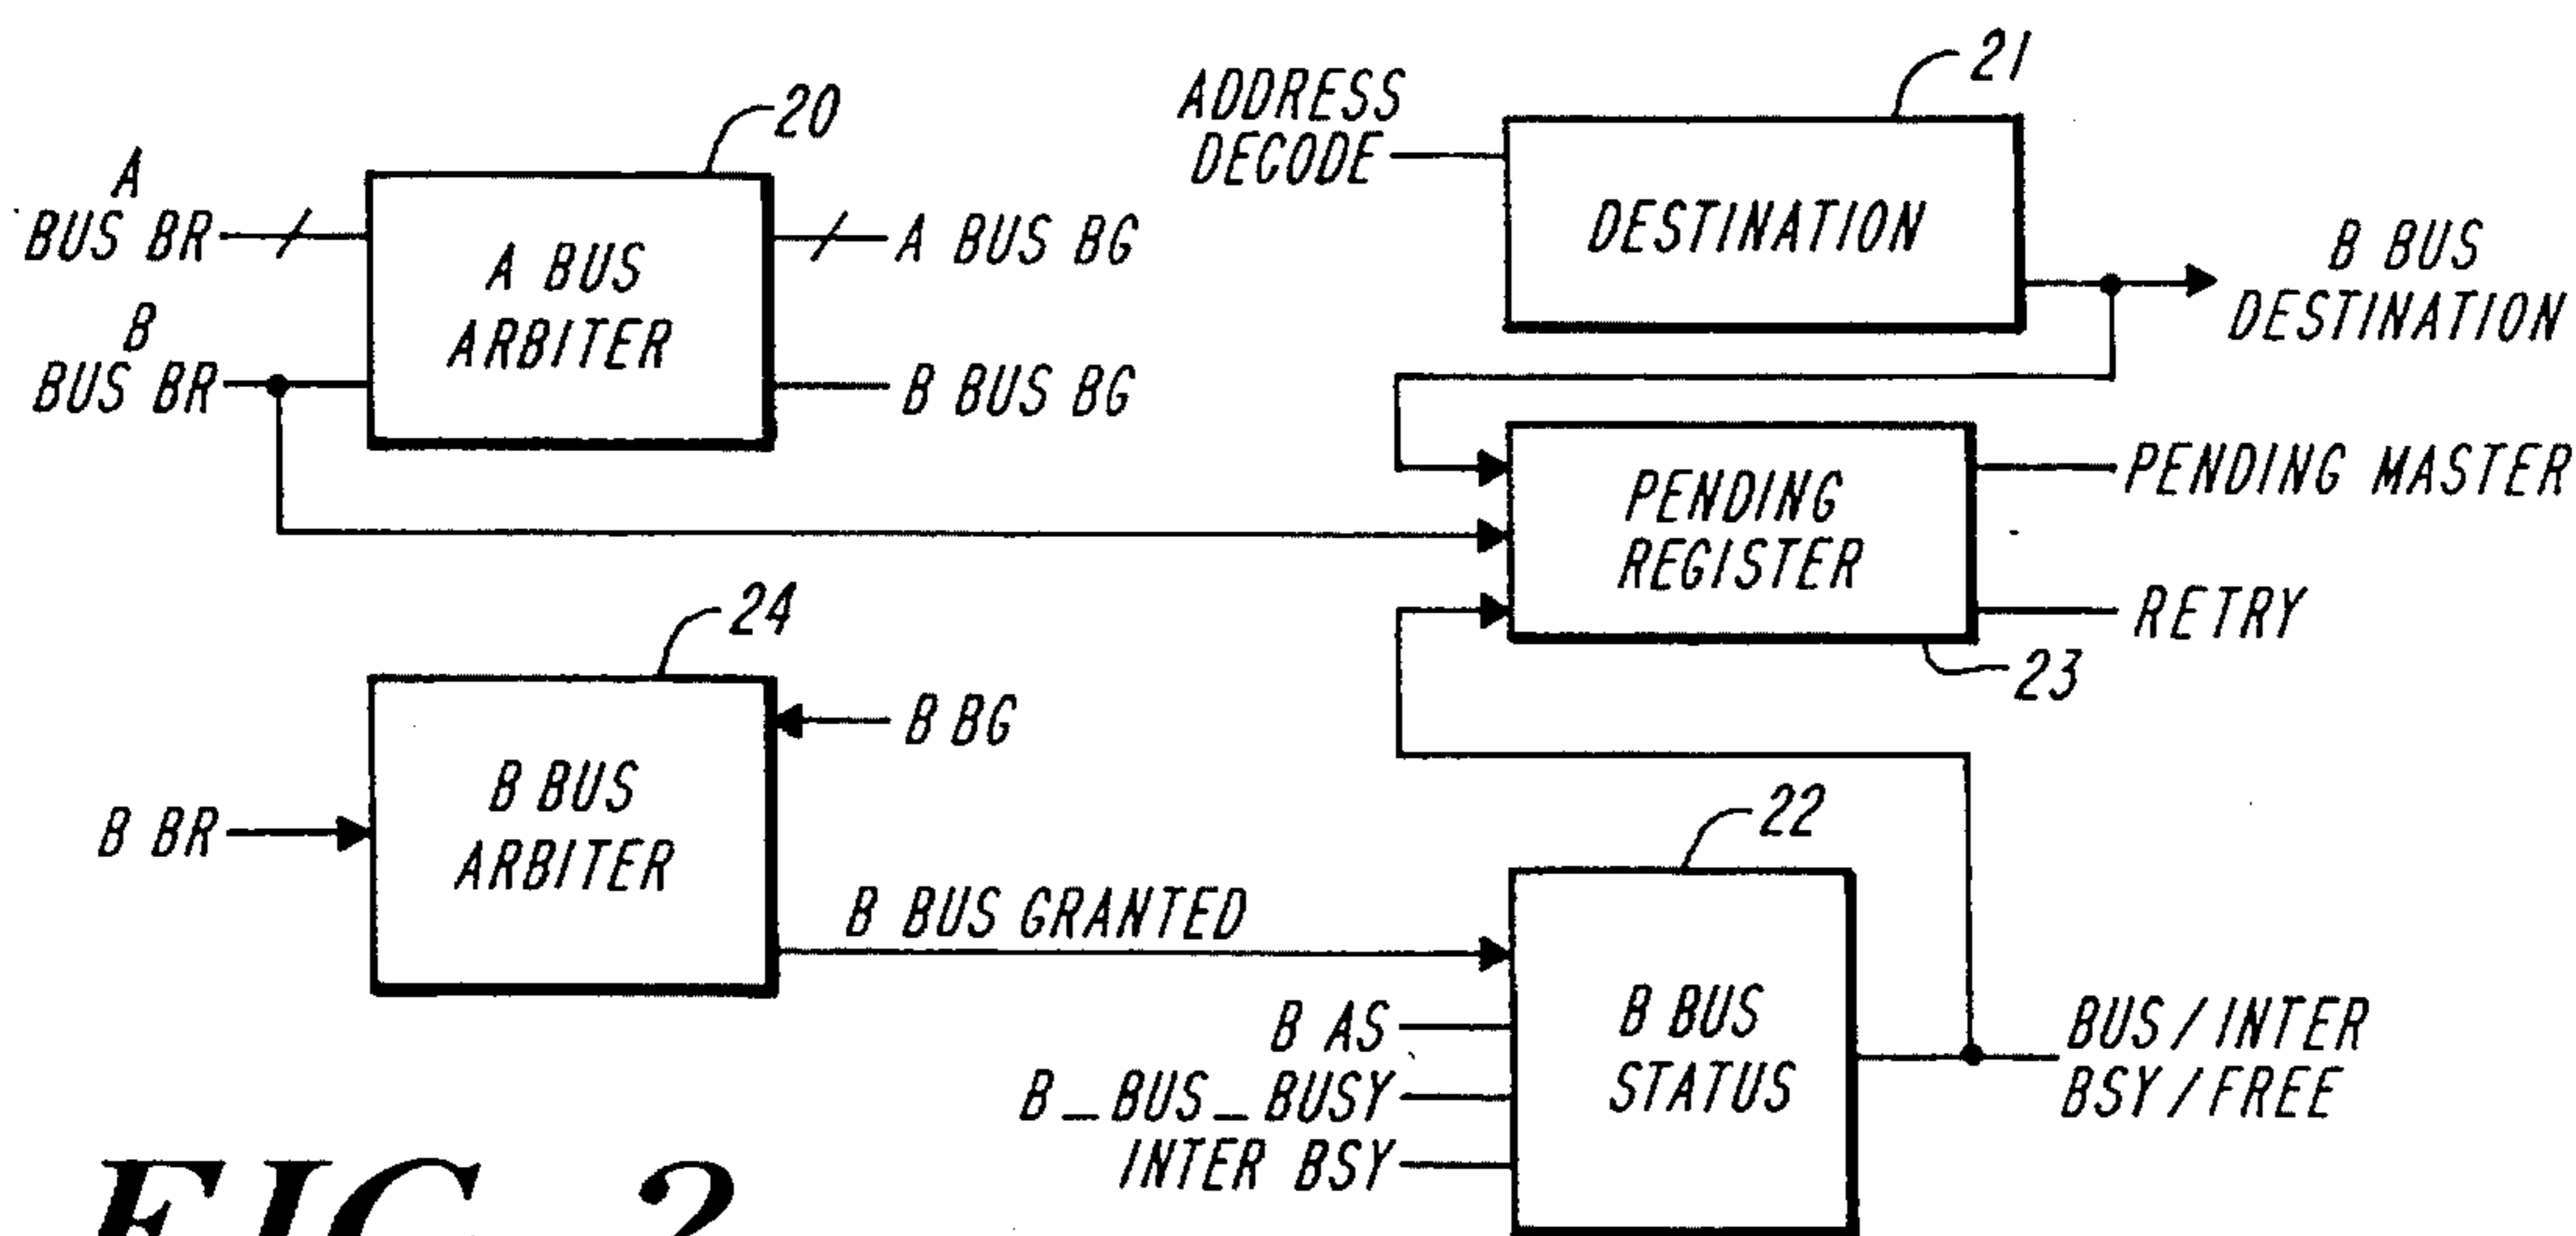 20
A
BUS BR
B
BUS BR
A BUS
ARBITER
A BUS BG
B BUS BG
ADDRESS
DECODE
21
DESTINATION
B BUS
DESTINATION
PENDING
REGISTER
PENDING MASTER
RETRY
23
24
B BR
B BUS
ARBITER
B BG
B BUS GRANTED
22
B AS
B_BUS_BUSY
INTER BSY
B BUS
STATUS
BUS/INTER
BSY/FREE
FIG. 2